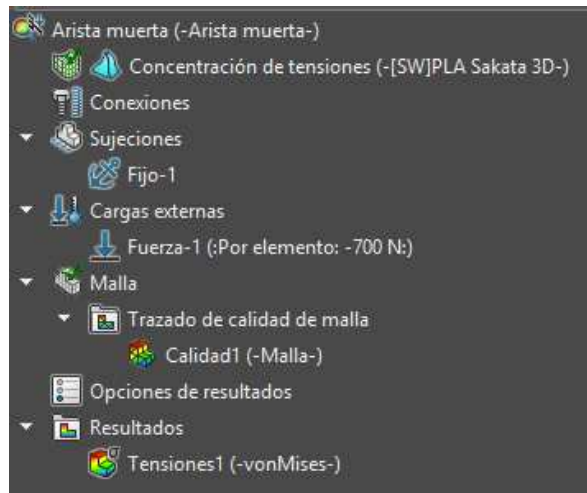 Arista muerta (-Arista muerta-)
Concentración de tensiones (-[SW]PLA Sakata 3D-)
Conexiones
Sujeciones
Fijo-1
Cargas externas
Fuerza-1 (:Por elemento: -700 N:)
Malla
Trazado de calidad de malla
Calidad1 (-Malla-)
Opciones de resultados
Resultados
Tensiones1 (-vonMises-)